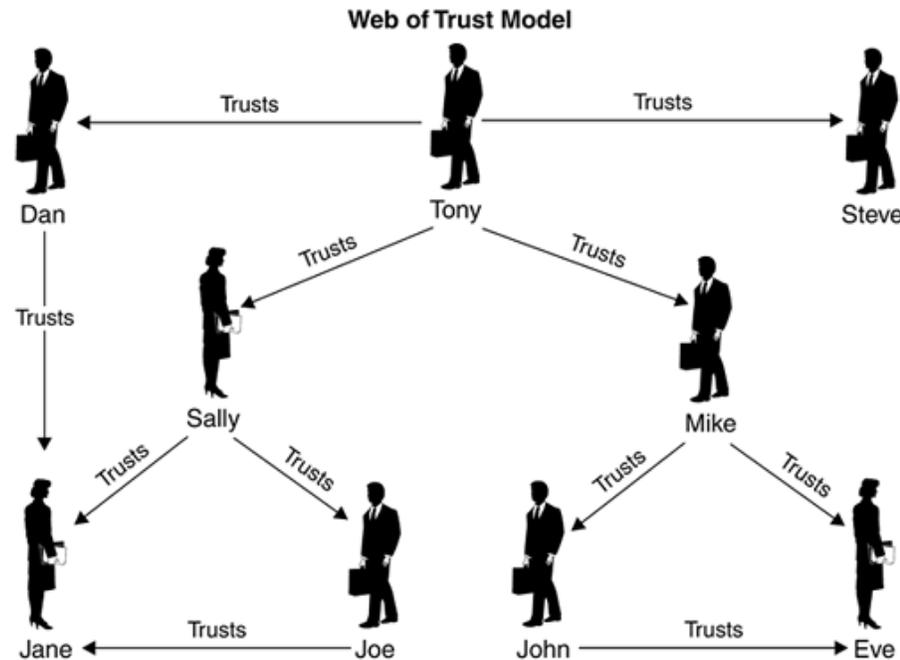 Web of Trust Model
Trusts
Trusts
Dan
Tony
Steve
Trusts
Trusts
Trusts
Sally
Mike
Trusts
Trusts
Trusts
Trusts
Trusts
Trusts
Jane
Joe
John
Eve